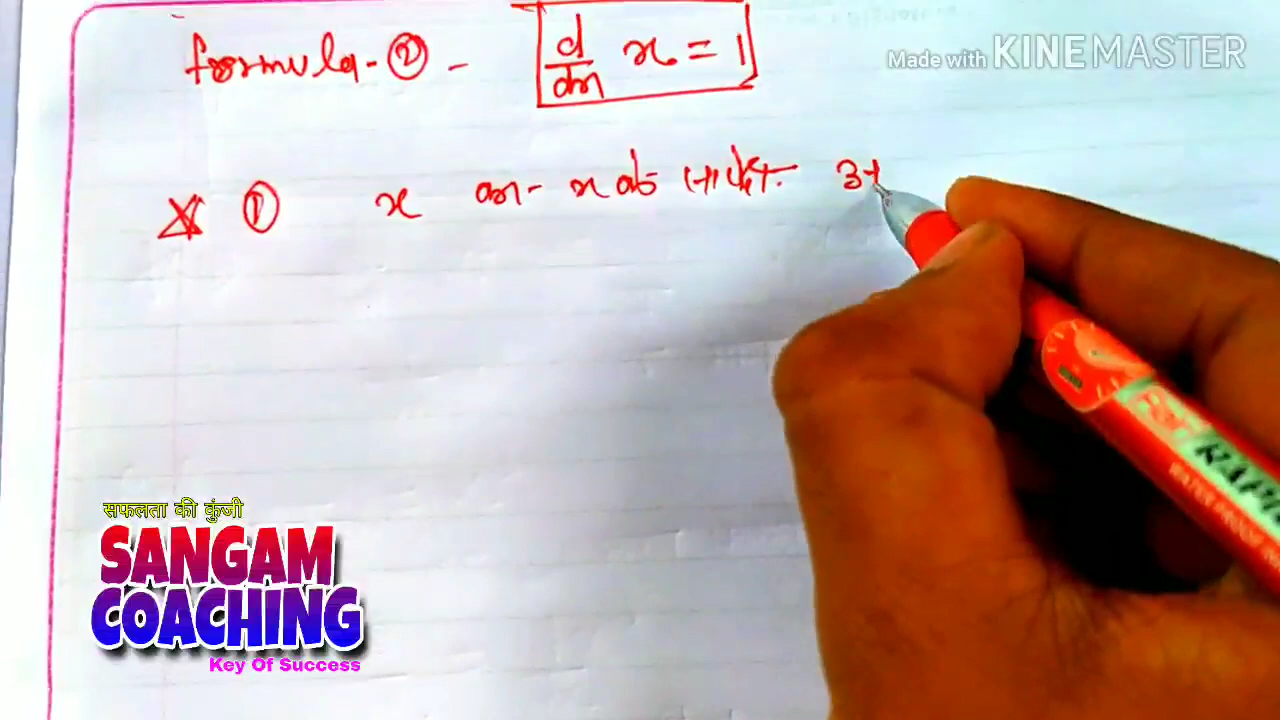 Made with KINEMASTER
formula-② - d/dx x = 1
☆ ① x का x के सापेक्ष
सफलता की कुंजी
SANGAM
COACHING
Key Of Success